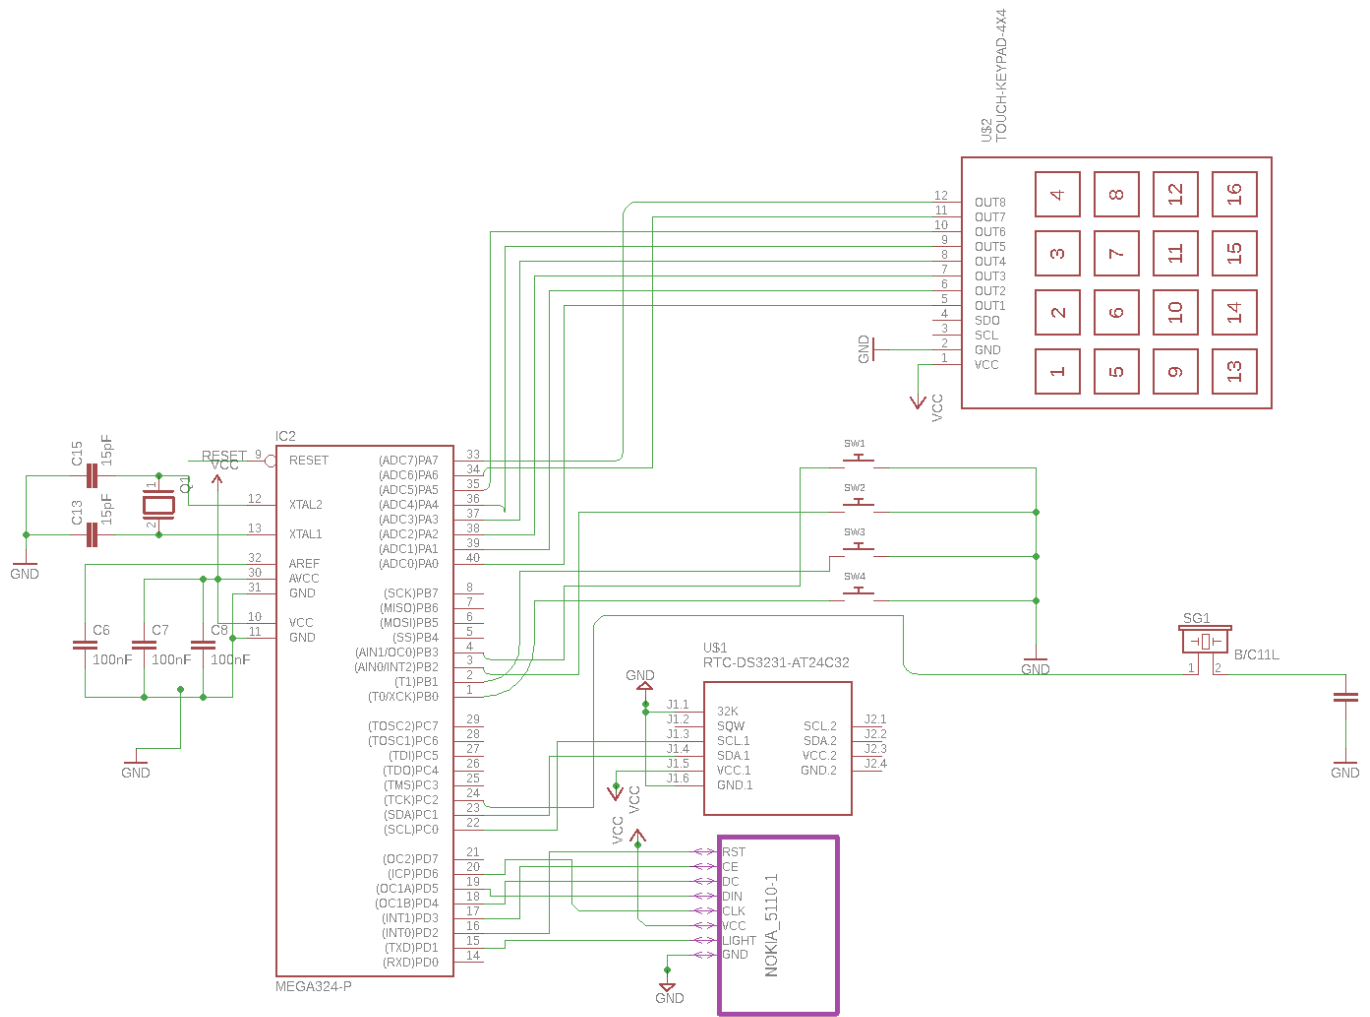 TOUCH-KEYPAD-4X4
U$2
12 OUT8
11 OUT7
10 OUT6
9 OUT5
8 OUT4
7 OUT3
6 OUT2
5 OUT1
4 SDO
3 SCL
2 GND
1 VCC
4 8 12 16
3 7 11 15
2 6 10 14
1 5 9 13
GND
VCC
IC2
C15
15pF
C13
15pF
Q1
1
2
GND
RESET
VCC
9 RESET
12 XTAL2
13 XTAL1
32 AREF
30 AVCC
31 GND
10 VCC
11 GND
C6
100nF
C7
100nF
C8
100nF
GND
(ADC7)PA7 33
(ADC6)PA6 34
(ADC5)PA5 35
(ADC4)PA4 36
(ADC3)PA3 37
(ADC2)PA2 38
(ADC1)PA1 39
(ADC0)PA0 40
(SCK)PB7 8
(MISO)PB6 7
(MOSI)PB5 6
(SS)PB4 5
(AIN1/OC0)PB3 4
(AIN0/INT2)PB2 3
(T1)PB1 2
(T0/XCK)PB0 1
(TOSC2)PC7 29
(TOSC1)PC6 28
(TDI)PC5 27
(TDO)PC4 26
(TMS)PC3 25
(TCK)PC2 24
(SDA)PC1 23
(SCL)PC0 22
(OC2)PD7 21
(ICP)PD6 20
(OC1A)PD5 19
(OC1B)PD4 18
(INT1)PD3 17
(INT0)PD2 16
(TXD)PD1 15
(RXD)PD0 14
MEGA324-P
SW1
SW2
SW3
SW4
GND
SG1
B/C11L
1 2
GND
U$1
RTC-DS3231-AT24C32
GND
J1.1 32K
J1.2 SQW
J1.3 SCL.1
J1.4 SDA.1
J1.5 VCC.1
J1.6 GND.1
SCL.2 J2.1
SDA.2 J2.2
VCC.2 J2.3
GND.2 J2.4
VCC
VCC
RST
CE
DC
DIN
CLK
VCC
LIGHT
GND
NOKIA_5110-1
GND